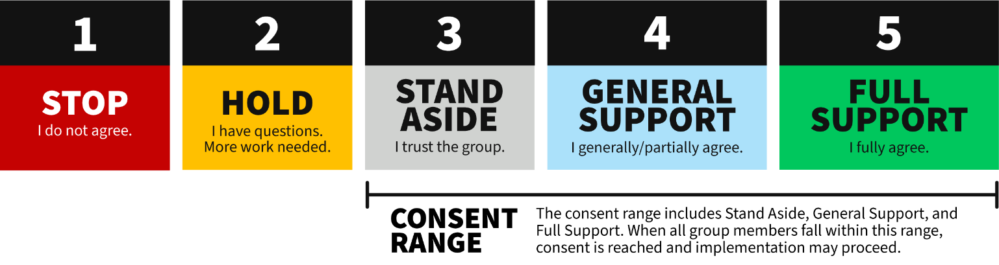 1
STOP
I do not agree.
2
HOLD
I have questions.
More work needed.
3
STAND
ASIDE
I trust the group.
4
GENERAL
SUPPORT
I generally/partially agree.
5
FULL
SUPPORT
I fully agree.
CONSENT
RANGE
The consent range includes Stand Aside, General Support, and
Full Support. When all group members fall within this range,
consent is reached and implementation may proceed.